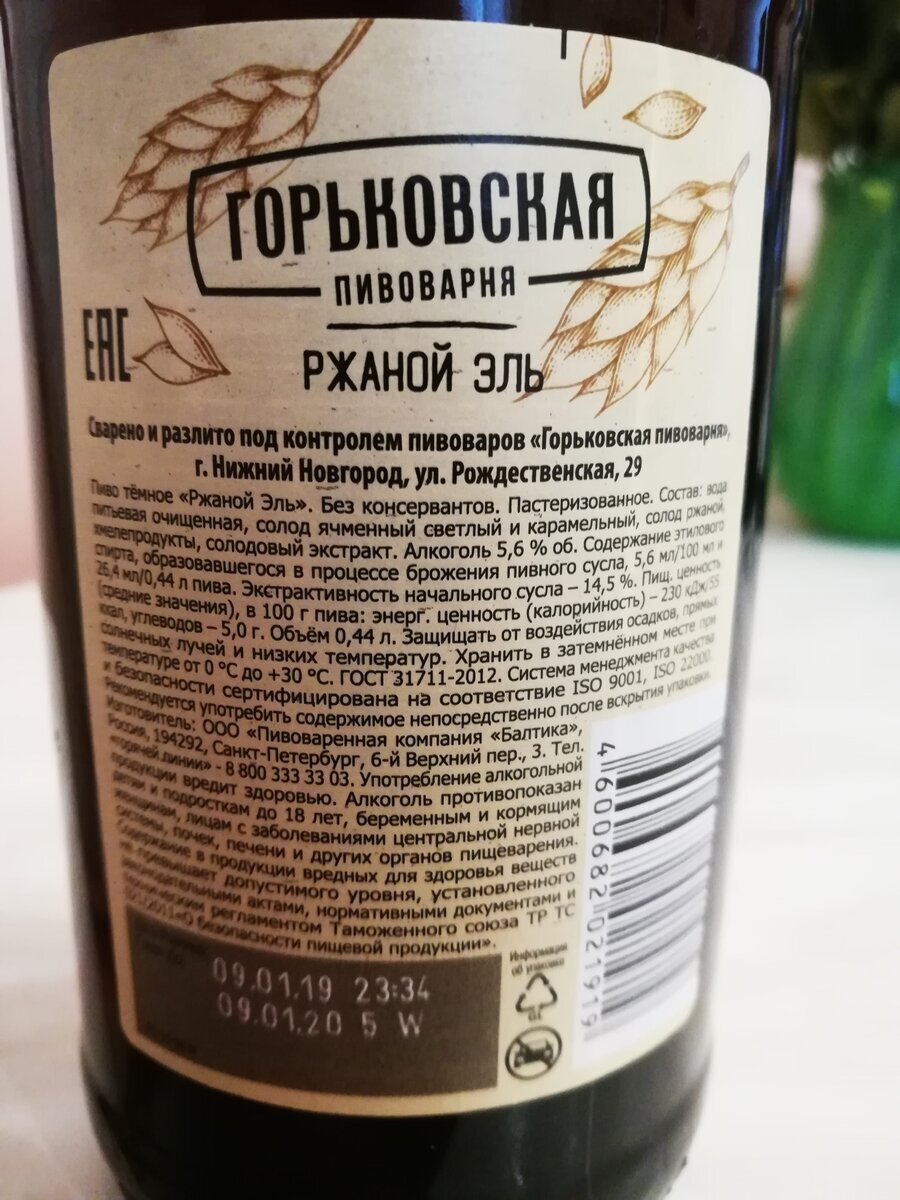 ГОРЬКОВСКАЯ
ПИВОВАРНЯ
EAC
РЖАНОЙ ЭЛЬ
Сварено и разлито под контролем пивоваров «Горьковская пивоварня»,
г. Нижний Новгород, ул. Рождественская, 29
Пиво тёмное «Ржаной Эль». Без консервантов. Пастеризованное. Состав: вода
питьевая очищенная, солод ячменный светлый и карамельный, солод ржаной,
хмелепродукты, солодовый экстракт. Алкоголь 5,6 % об. Содержание этилового
спирта, образовавшегося в процессе брожения пивного сусла, 5,6 мл/100 мл и
26,4 мл/0,44 л пива. Экстрактивность начального сусла – 14,5 %. Пищ. ценность
(средние значения), в 100 г пива: энерг. ценность (калорийность) – 230 кДж/55
ккал, углеводов – 5,0 г. Объём 0,44 л. Защищать от воздействия осадков, прямых
солнечных лучей и низких температур. Хранить в затемнённом месте при
температуре от 0 °С до +30 °С. ГОСТ 31711-2012. Система менеджмента качества
и безопасности сертифицирована на соответствие ISO 9001, ISO 22000.
Рекомендуется употребить содержимое непосредственно после вскрытия упаковки.
Изготовитель: ООО «Пивоваренная компания «Балтика»,
Россия, 194292, Санкт-Петербург, 6-й Верхний пер., 3. Тел.
«горячей линии» - 8 800 333 33 03. Употребление алкогольной
продукции вредит здоровью. Алкоголь противопоказан
детям и подросткам до 18 лет, беременным и кормящим
женщинам, лицам с заболеваниями центральной нервной
системы, почек, печени и других органов пищеварения.
Содержание в продукции вредных для здоровья веществ
не превышает допустимого уровня, установленного
законодательными актами, нормативными документами и
техническим регламентом Таможенного союза ТР ТС
021/2011«О безопасности пищевой продукции».
09.01.19 23:34
09.01.20 5 W
Информация
об упаковке
4 600682 021919